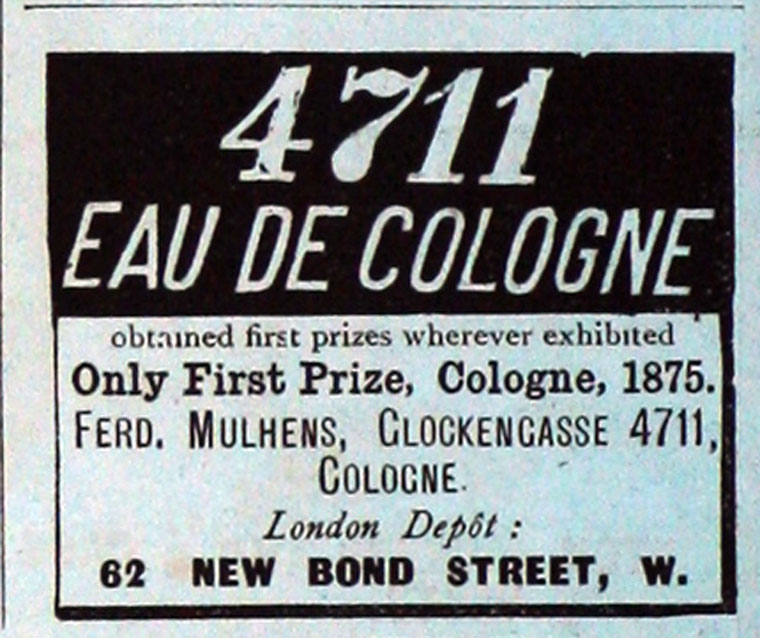 4711
EAU DE COLOGNE
obtained first prizes wherever exhibited
Only First Prize, Cologne, 1875.
FERD. MULHENS, GLOCKENGASSE 4711,
COLOGNE.
London Depôt :
62 NEW BOND STREET, W.